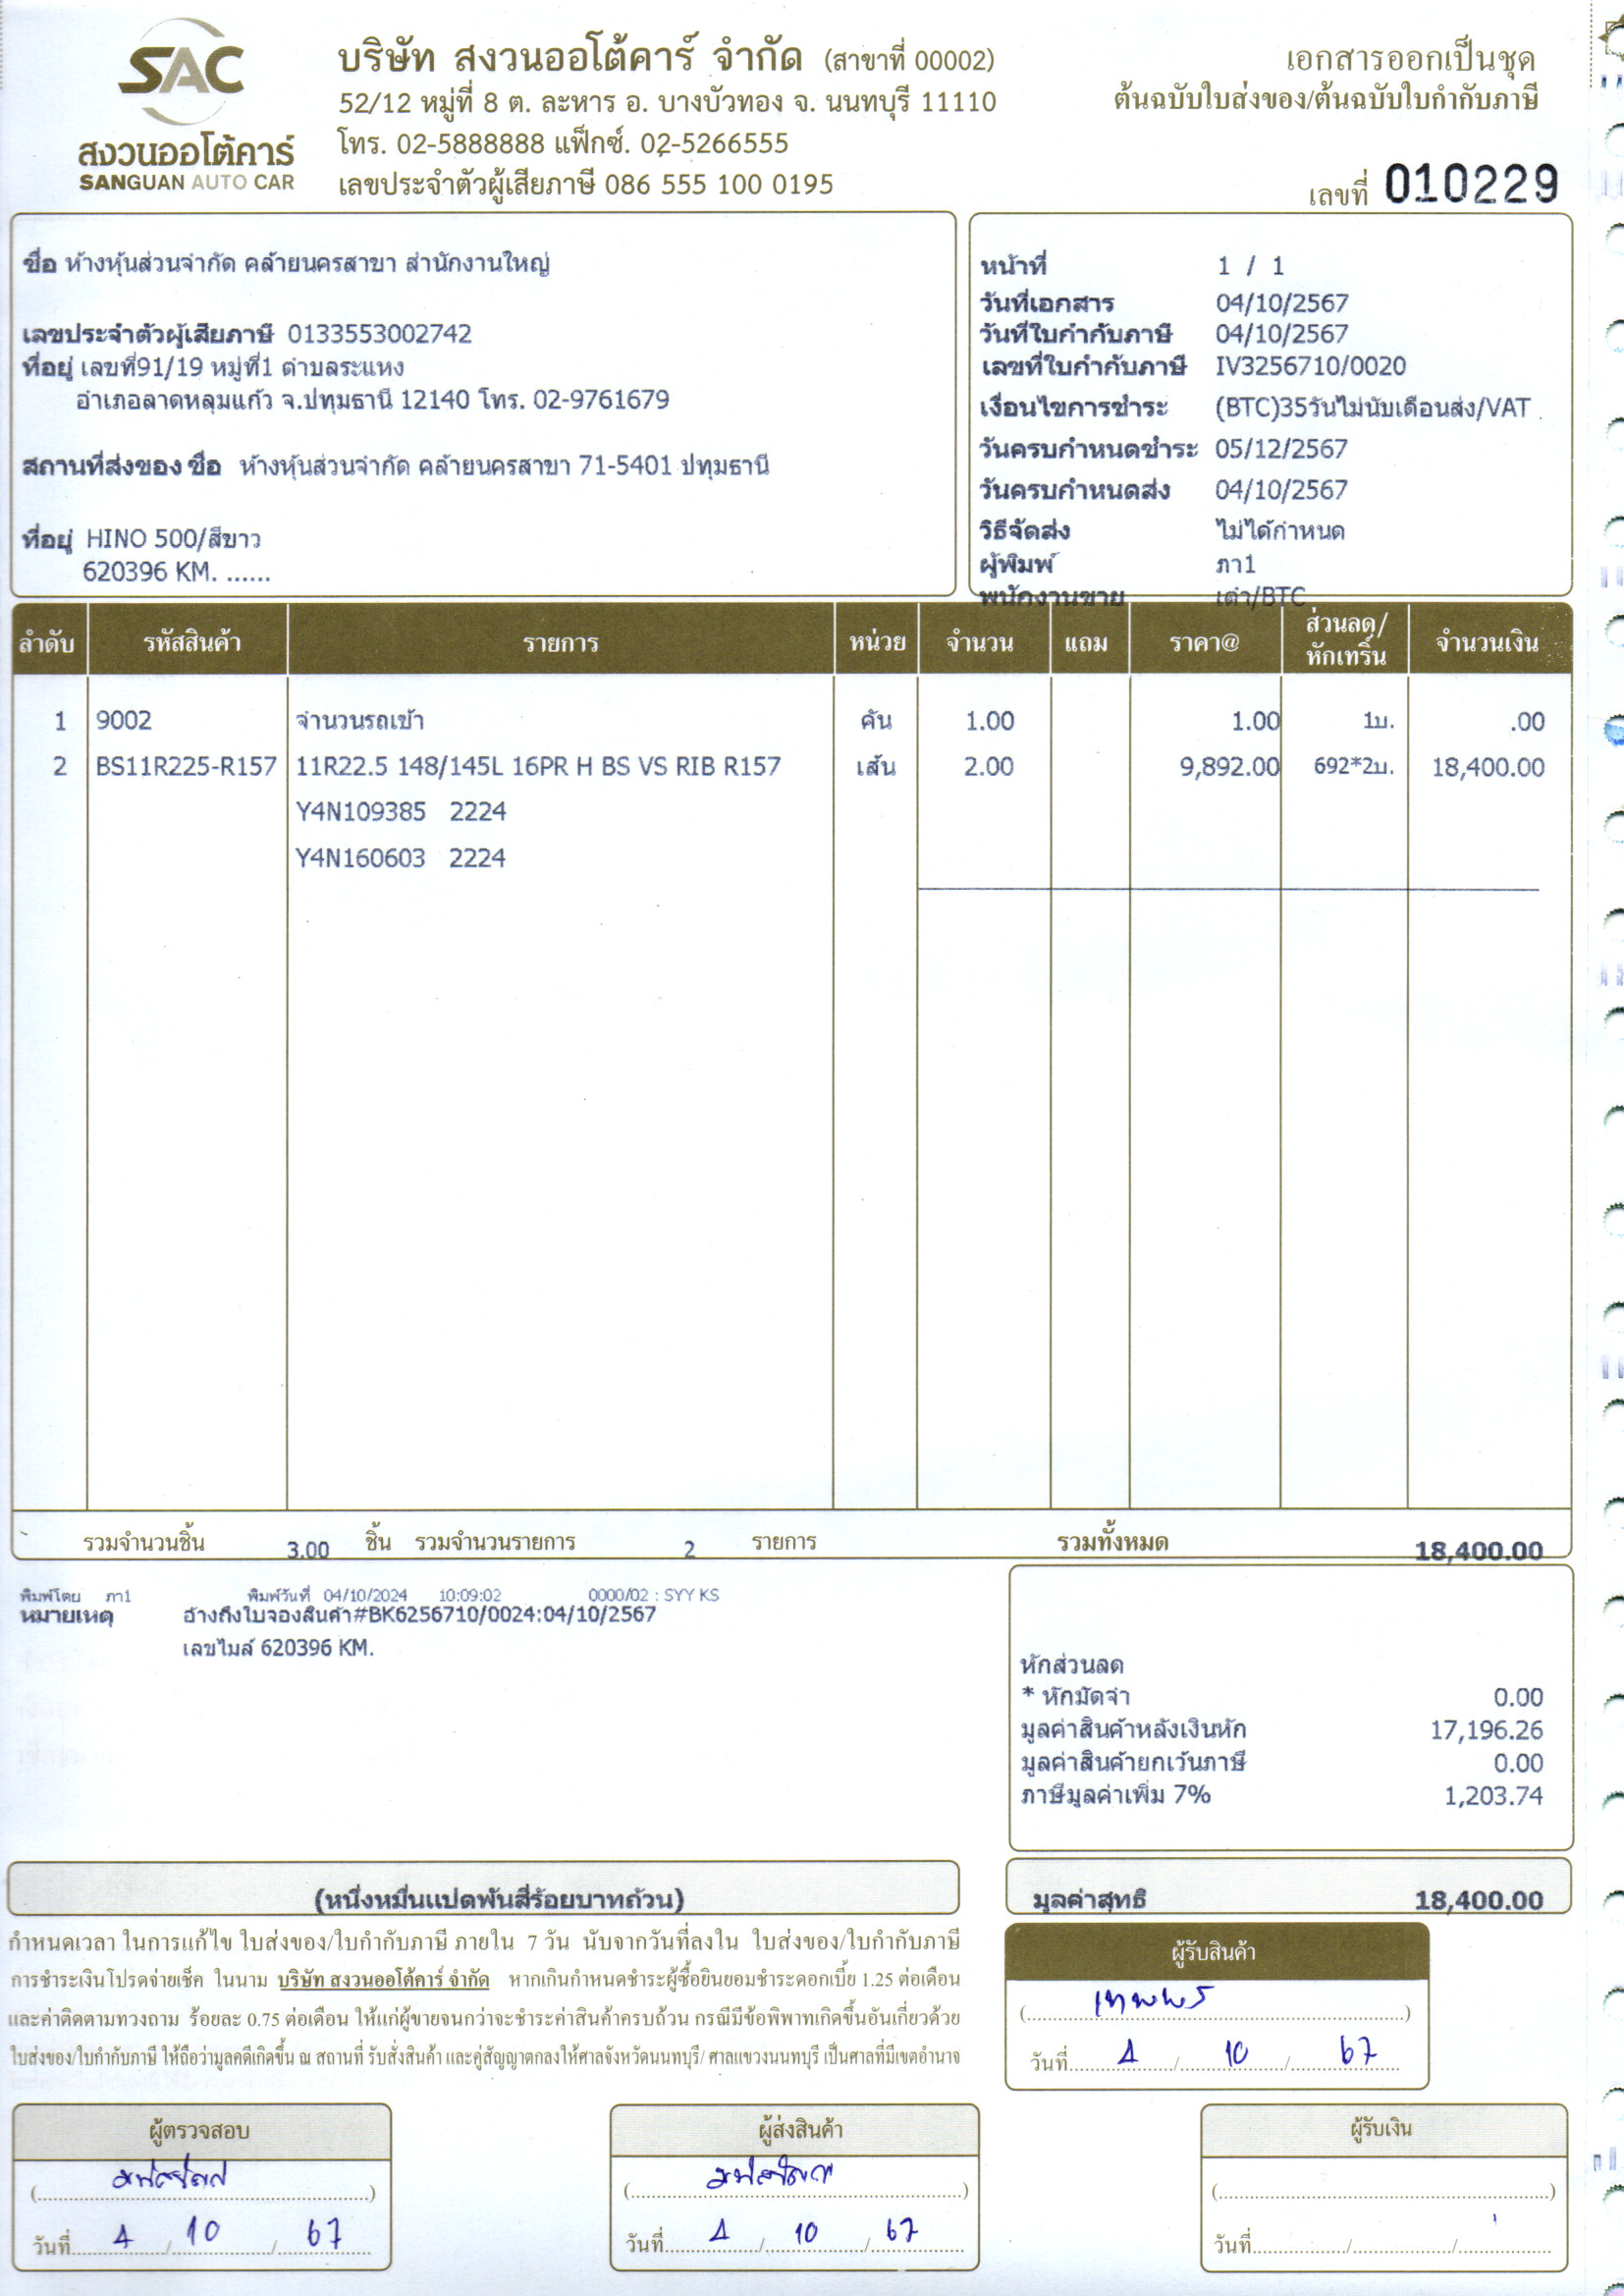 SAC
สงวนออโต้คาร์
SANGUAN AUTO CAR
บริษัท สงวนออโต้คาร์ จำกัด (สาขาที่ 00002)
52/12 หมู่ที่ 8 ต. ละหาร อ. บางบัวทอง จ. นนทบุรี 11110
โทร. 02-5888888 แฟ็กซ์. 02-5266555
เลขประจำตัวผู้เสียภาษี 086 555 100 0195
เอกสารออกเป็นชุด
ต้นฉบับใบส่งของ/ต้นฉบับใบกำกับภาษี
เลขที่ 010229
ชื่อ ห้างหุ้นส่วนจำกัด คล้ายนครสาขา สำนักงานใหญ่
เลขประจำตัวผู้เสียภาษี 0133553002742
ที่อยู่ เลขที่91/19 หมู่ที่1 ตำบลระแหง
อำเภอลาดหลุมแก้ว จ.ปทุมธานี 12140 โทร. 02-9761679
สถานที่ส่งของ ชื่อ ห้างหุ้นส่วนจำกัด คล้ายนครสาขา 71-5401 ปทุมธานี
ที่อยู่ HINO 500/สีขาว
620396 KM. ......
หน้าที่ 1 / 1
วันที่เอกสาร 04/10/2567
วันที่ใบกำกับภาษี 04/10/2567
เลขที่ใบกำกับภาษี IV3256710/0020
เงื่อนไขการชำระ (BTC)35วันไม่นับเดือนส่ง/VAT .
วันครบกำหนดชำระ 05/12/2567
วันครบกำหนดส่ง 04/10/2567
วิธีจัดส่ง ไม่ได้กำหนด
ผู้พิมพ์ ภา1
พนักงานขาย เต่า/BTC
ลำดับ รหัสสินค้า รายการ หน่วย จำนวน แถม ราคา@ ส่วนลด/หักเทริ์น จำนวนเงิน
1 9002 จำนวนรถเข้า คัน 1.00 1.00 1บ. .00
2 BS11R225-R157 11R22.5 148/145L 16PR H BS VS RIB R157 เส้น 2.00 9,892.00 692*2บ. 18,400.00
Y4N109385 2224
Y4N160603 2224
รวมจำนวนชิ้น 3.00 ชิ้น รวมจำนวนรายการ 2 รายการ รวมทั้งหมด 18,400.00
พิมพ์โดย ภา1 พิมพ์วันที่ 04/10/2024 10:09:02 0000/02 : SYY KS
หมายเหตุ อ้างถึงใบจองสินค้า#BK6256710/0024:04/10/2567
เลขไมล์ 620396 KM.
หักส่วนลด
* หักมัดจำ 0.00
มูลค่าสินค้าหลังเงินหัก 17,196.26
มูลค่าสินค้ายกเว้นภาษี 0.00
ภาษีมูลค่าเพิ่ม 7% 1,203.74
(หนึ่งหมื่นแปดพันสี่ร้อยบาทถ้วน)
มูลค่าสุทธิ 18,400.00
กำหนดเวลา ในการแก้ไข ใบส่งของ/ใบกำกับภาษี ภายใน 7 วัน นับจากวันที่ลงใน ใบส่งของ/ใบกำกับภาษี
การชำระเงินโปรดจ่ายเช็ค ในนาม บริษัท สงวนออโต้คาร์ จำกัด หากเกินกำหนดชำระผู้ซื้อยินยอมชำระดอกเบี้ย 1.25 ต่อเดือน
และค่าติดตามทวงถาม ร้อยละ 0.75 ต่อเดือน ให้แก่ผู้ขายจนกว่าจะชำระค่าสินค้าครบถ้วน กรณีมีข้อพิพาทเกิดขึ้นอันเกี่ยวด้วย
ใบส่งของ/ใบกำกับภาษี ให้ถือว่ามูลคดีเกิดขึ้น ณ สถานที่ รับสั่งสินค้า และคู่สัญญาตกลงให้ศาลจังหวัดนนทบุรี/ ศาลแขวงนนทบุรี เป็นศาลที่มีเขตอำนาจ
ผู้รับสินค้า
เทพพร
วันที่ 4 / 10 / 67
ผู้ตรวจสอบ
วันที่ 4 / 10 / 67
ผู้ส่งสินค้า
วันที่ 4 / 10 / 67
ผู้รับเงิน
วันที่ / /